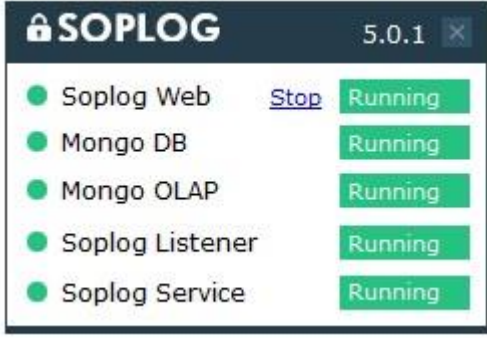 SOPLOG 5.0.1
Soplog Web Stop Running
Mongo DB Running
Mongo OLAP Running
Soplog Listener Running
Soplog Service Running